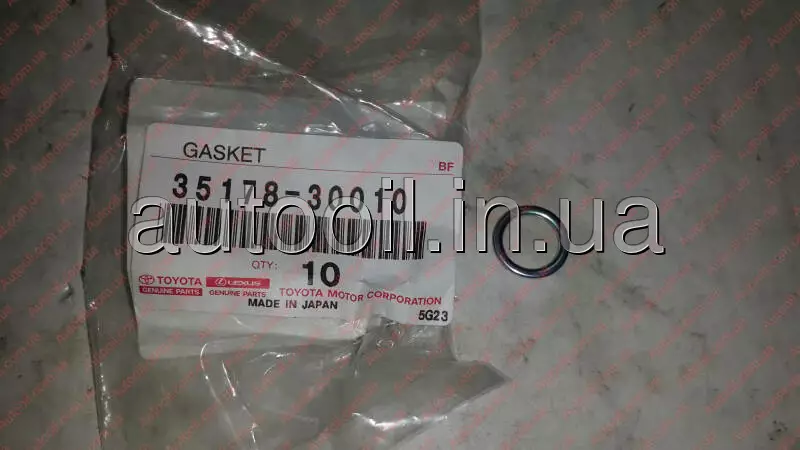 GASKET
BF
35178-30010
autooil.in.ua
QTY: 10
TOYOTA LEXUS TOYOTA MOTOR CORPORATION
GENUINE PARTS GENUINE PARTS
MADE IN JAPAN
5G23